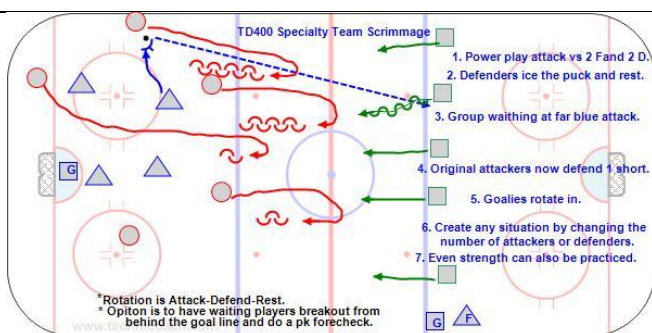 TD400 Specialty Team Scrimmage
1. Power play attack vs 2 Fand 2 D.
2. Defenders ice the puck and rest.
3. Group waithing at far blue attack.
4. Original attackers now defend 1 short.
5. Goalies rotate in.
6. Create any situation by changing the
number of attackers or defenders.
7. Even strength can also be practiced.
G
*Rotation is Attack-Defend-Rest.
* Opiton is to have waiting players breakout from
behind the goal line and do a pk forecheck.
G
F